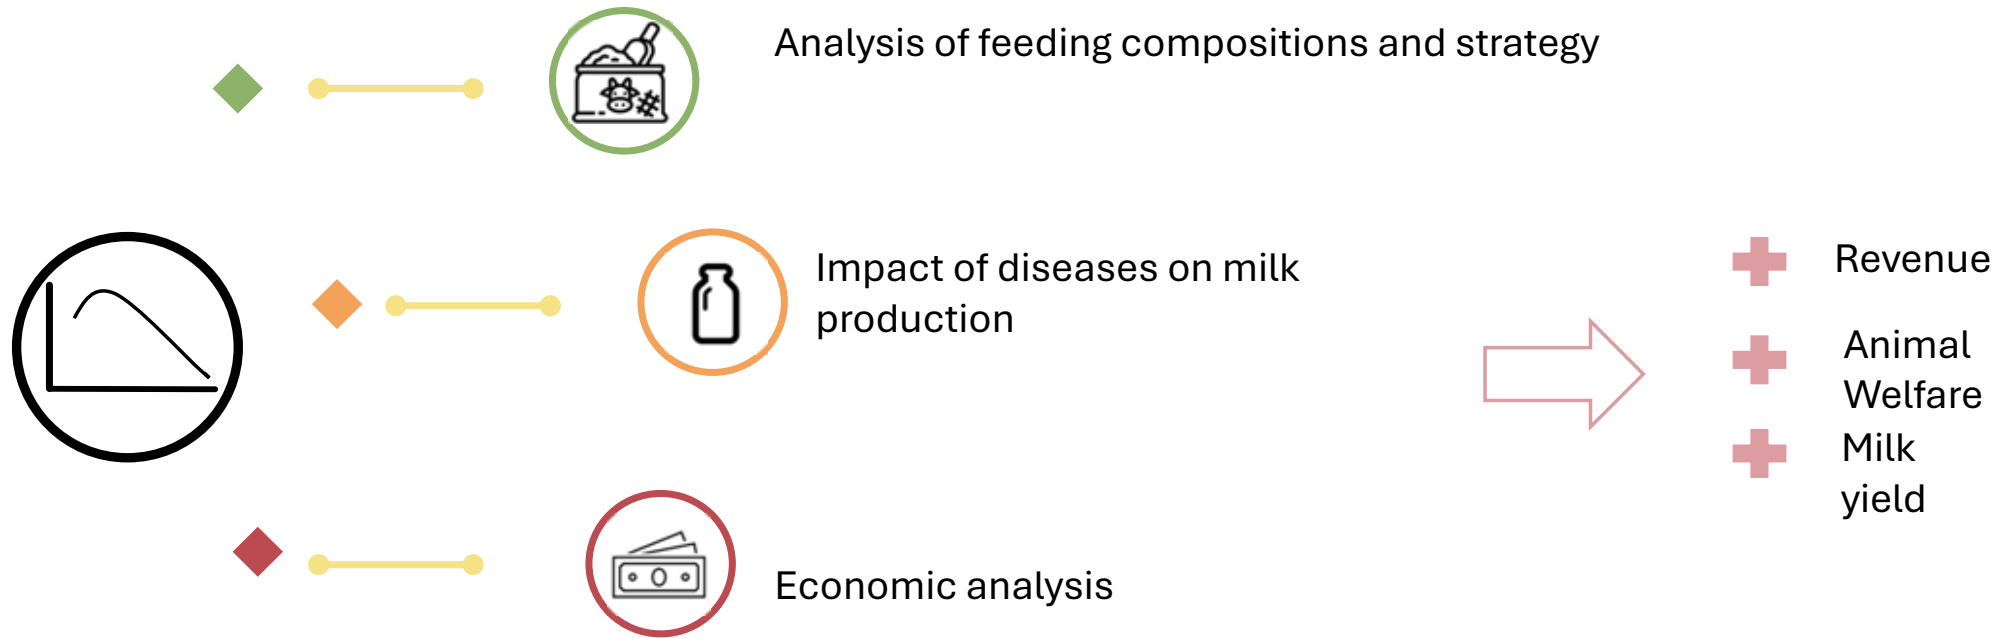 Analysis of feeding compositions and strategy
Impact of diseases on milk
production
Economic analysis
Revenue
Animal
Welfare
Milk
yield